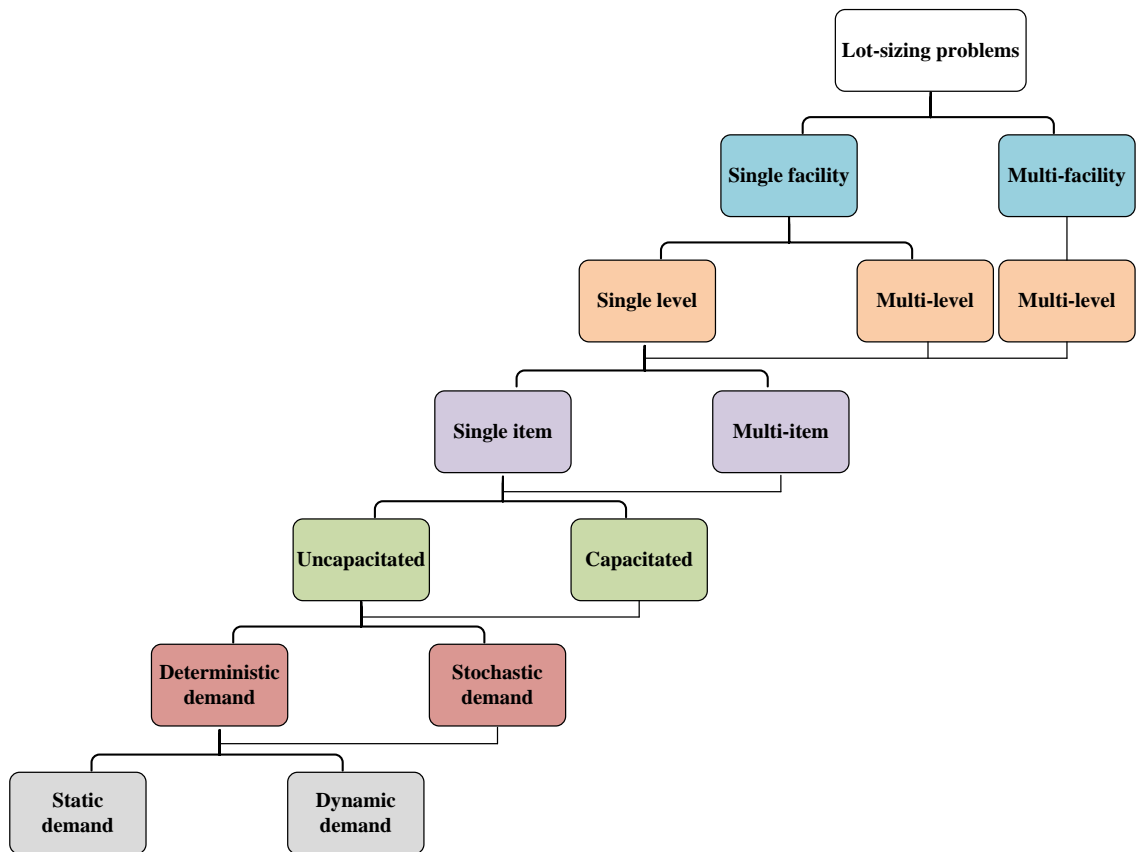 Lot-sizing problems
Single facility
Multi-facility
Single level
Multi-level
Multi-level
Single item
Multi-item
Uncapacitated
Capacitated
Deterministic
demand
Stochastic
demand
Static
demand
Dynamic
demand